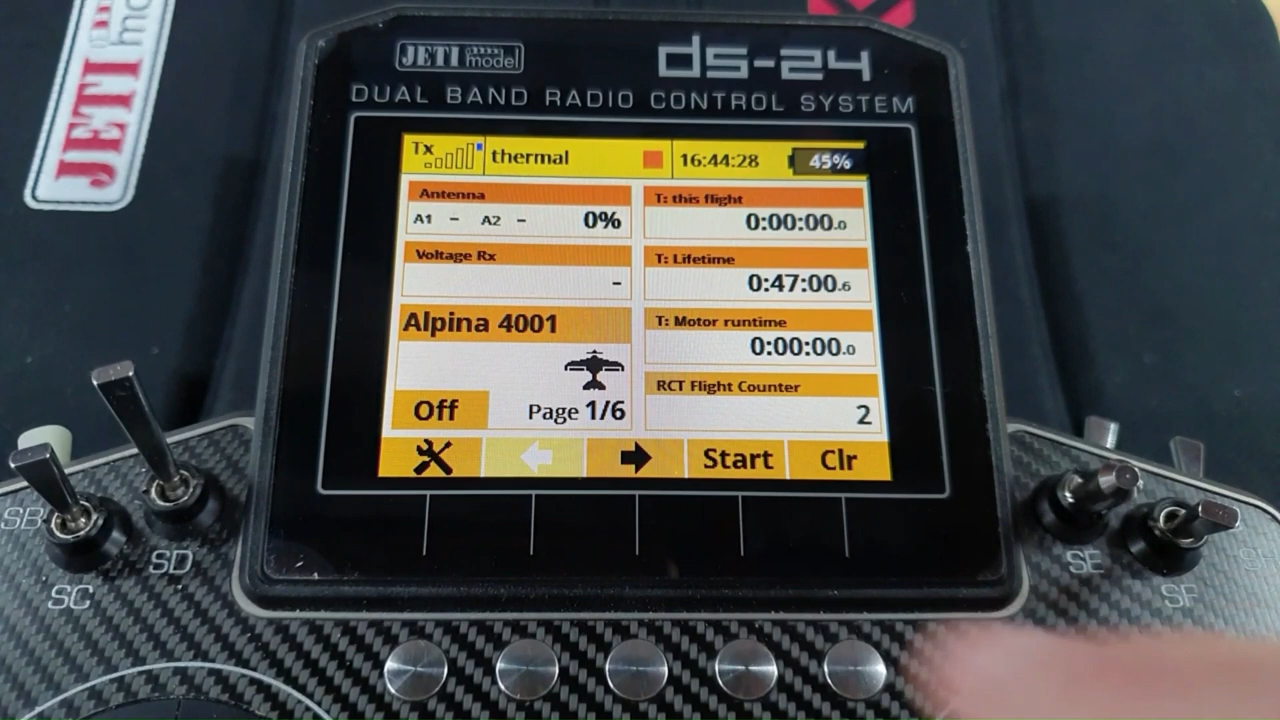 JETI
mo
JETI model
ds-24
DUAL BAND RADIO CONTROL SYSTEM
Tx
thermal
16:44:28
45%
Antenna
A1 - A2 - 0%
Voltage Rx
-
Alpina 4001
Off
Page 1/6
T: this flight
0:00:00.0
T: Lifetime
0:47:00.6
T: Motor runtime
0:00:00.0
RCT Flight Counter
2
Start
Clr
SB
SC
SD
SE
SF
SH